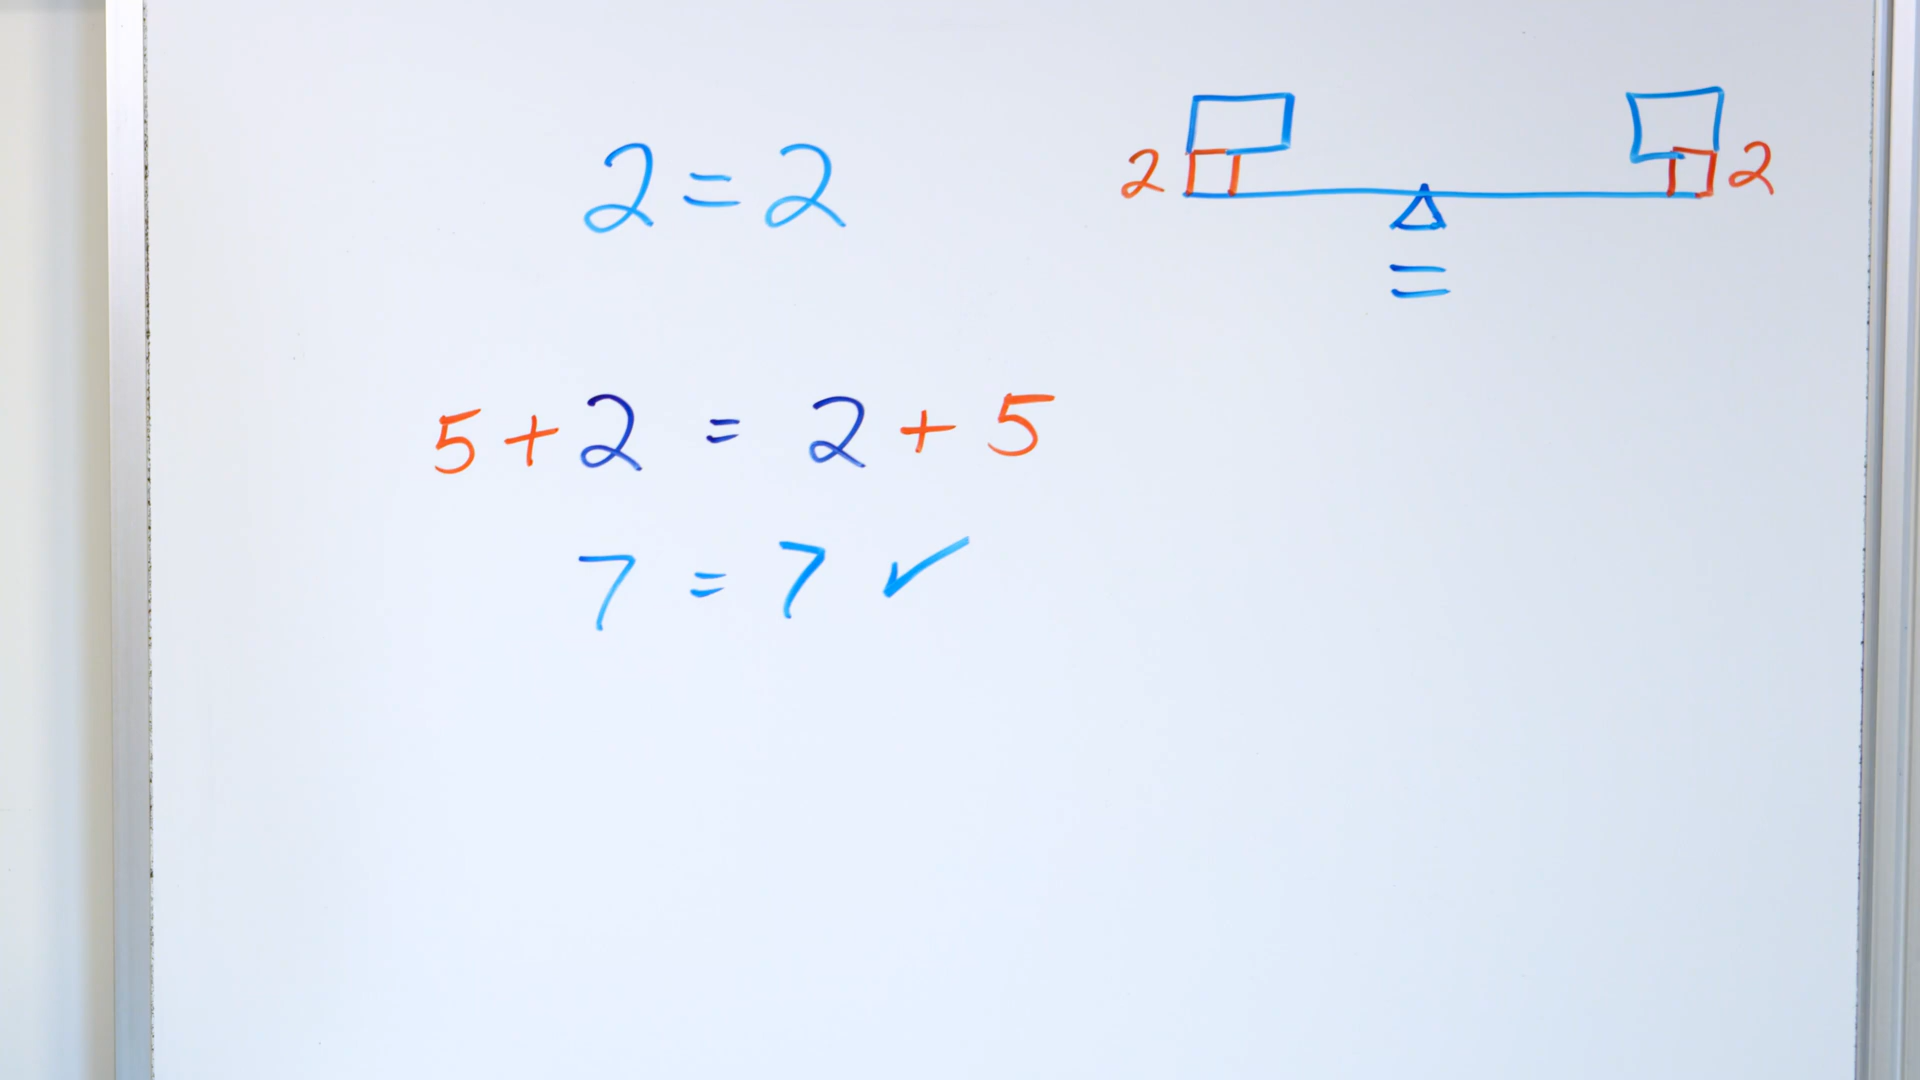 2 = 2
2 2
=
5 + 2 = 2 + 5
7 = 7 ✓